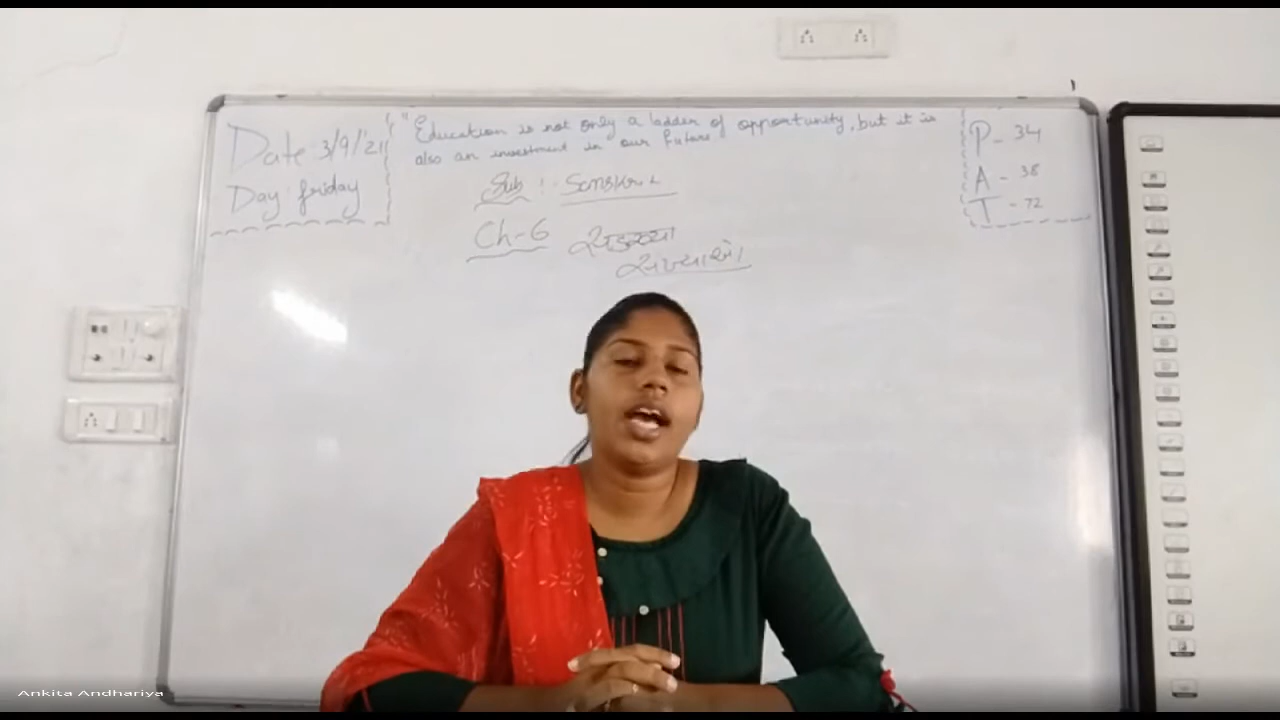 Date 3/9/'21
Day: friday
"Education is not only a ladder of opportunity, but it is
also an investment in our future"
Sub :- Sanskrit
Ch-6
P - 34
A - 38
T - 72
Ankita Andhariya